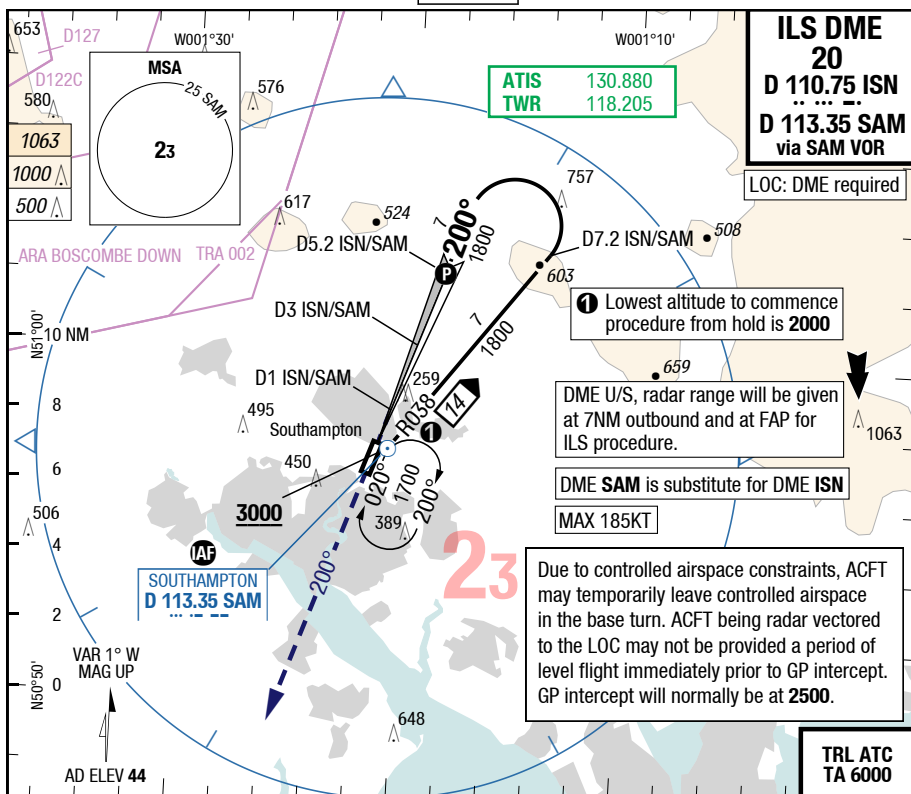 653
D127
W001°30'
W001°10'
ILS DME
20
D 110.75 ISN
D 113.35 SAM
via SAM VOR
D122C
580
MSA
25 SAM
23
576
ATIS 130.880
TWR 118.205
1063
1000
500
LOC: DME required
757
617
524
508
D5.2 ISN/SAM
P
7
200°
1800
D7.2 ISN/SAM
603
ARA BOSCOMBE DOWN
TRA 002
D3 ISN/SAM
7
1800
1 Lowest altitude to commence
procedure from hold is 2000
N51°00'
10 NM
D1 ISN/SAM
259
R038
14
1
659
DME U/S, radar range will be given
at 7NM outbound and at FAP for
ILS procedure.
1063
8
495
Southampton
6
450
020°
1700
200°
DME SAM is substitute for DME ISN
MAX 185KT
506
3000
389
4
IAF
200°
23
SOUTHAMPTON
D 113.35 SAM
Due to controlled airspace constraints, ACFT
may temporarily leave controlled airspace
in the base turn. ACFT being radar vectored
to the LOC may not be provided a period of
level flight immediately prior to GP intercept.
GP intercept will normally be at 2500.
2
VAR 1° W
MAG UP
N50°50'
0
648
AD ELEV 44
TRL ATC
TA 6000